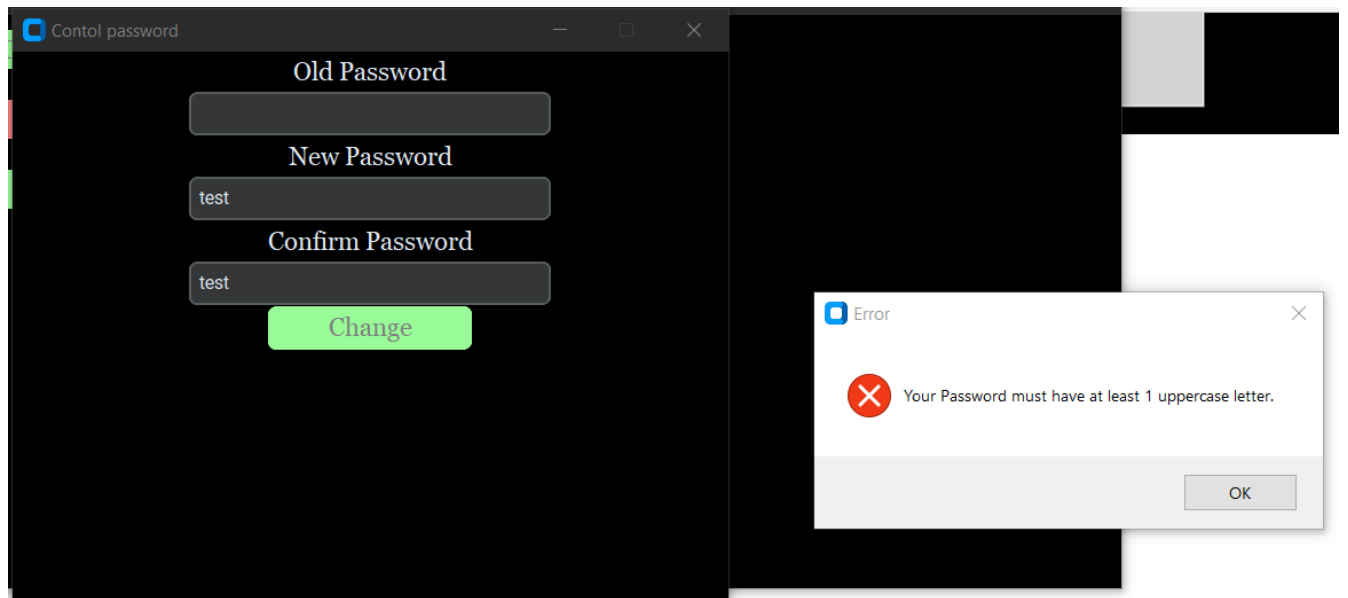 Contol password
Old Password
New Password
test
Confirm Password
test
Change
Error
Your Password must have at least 1 uppercase letter.
OK